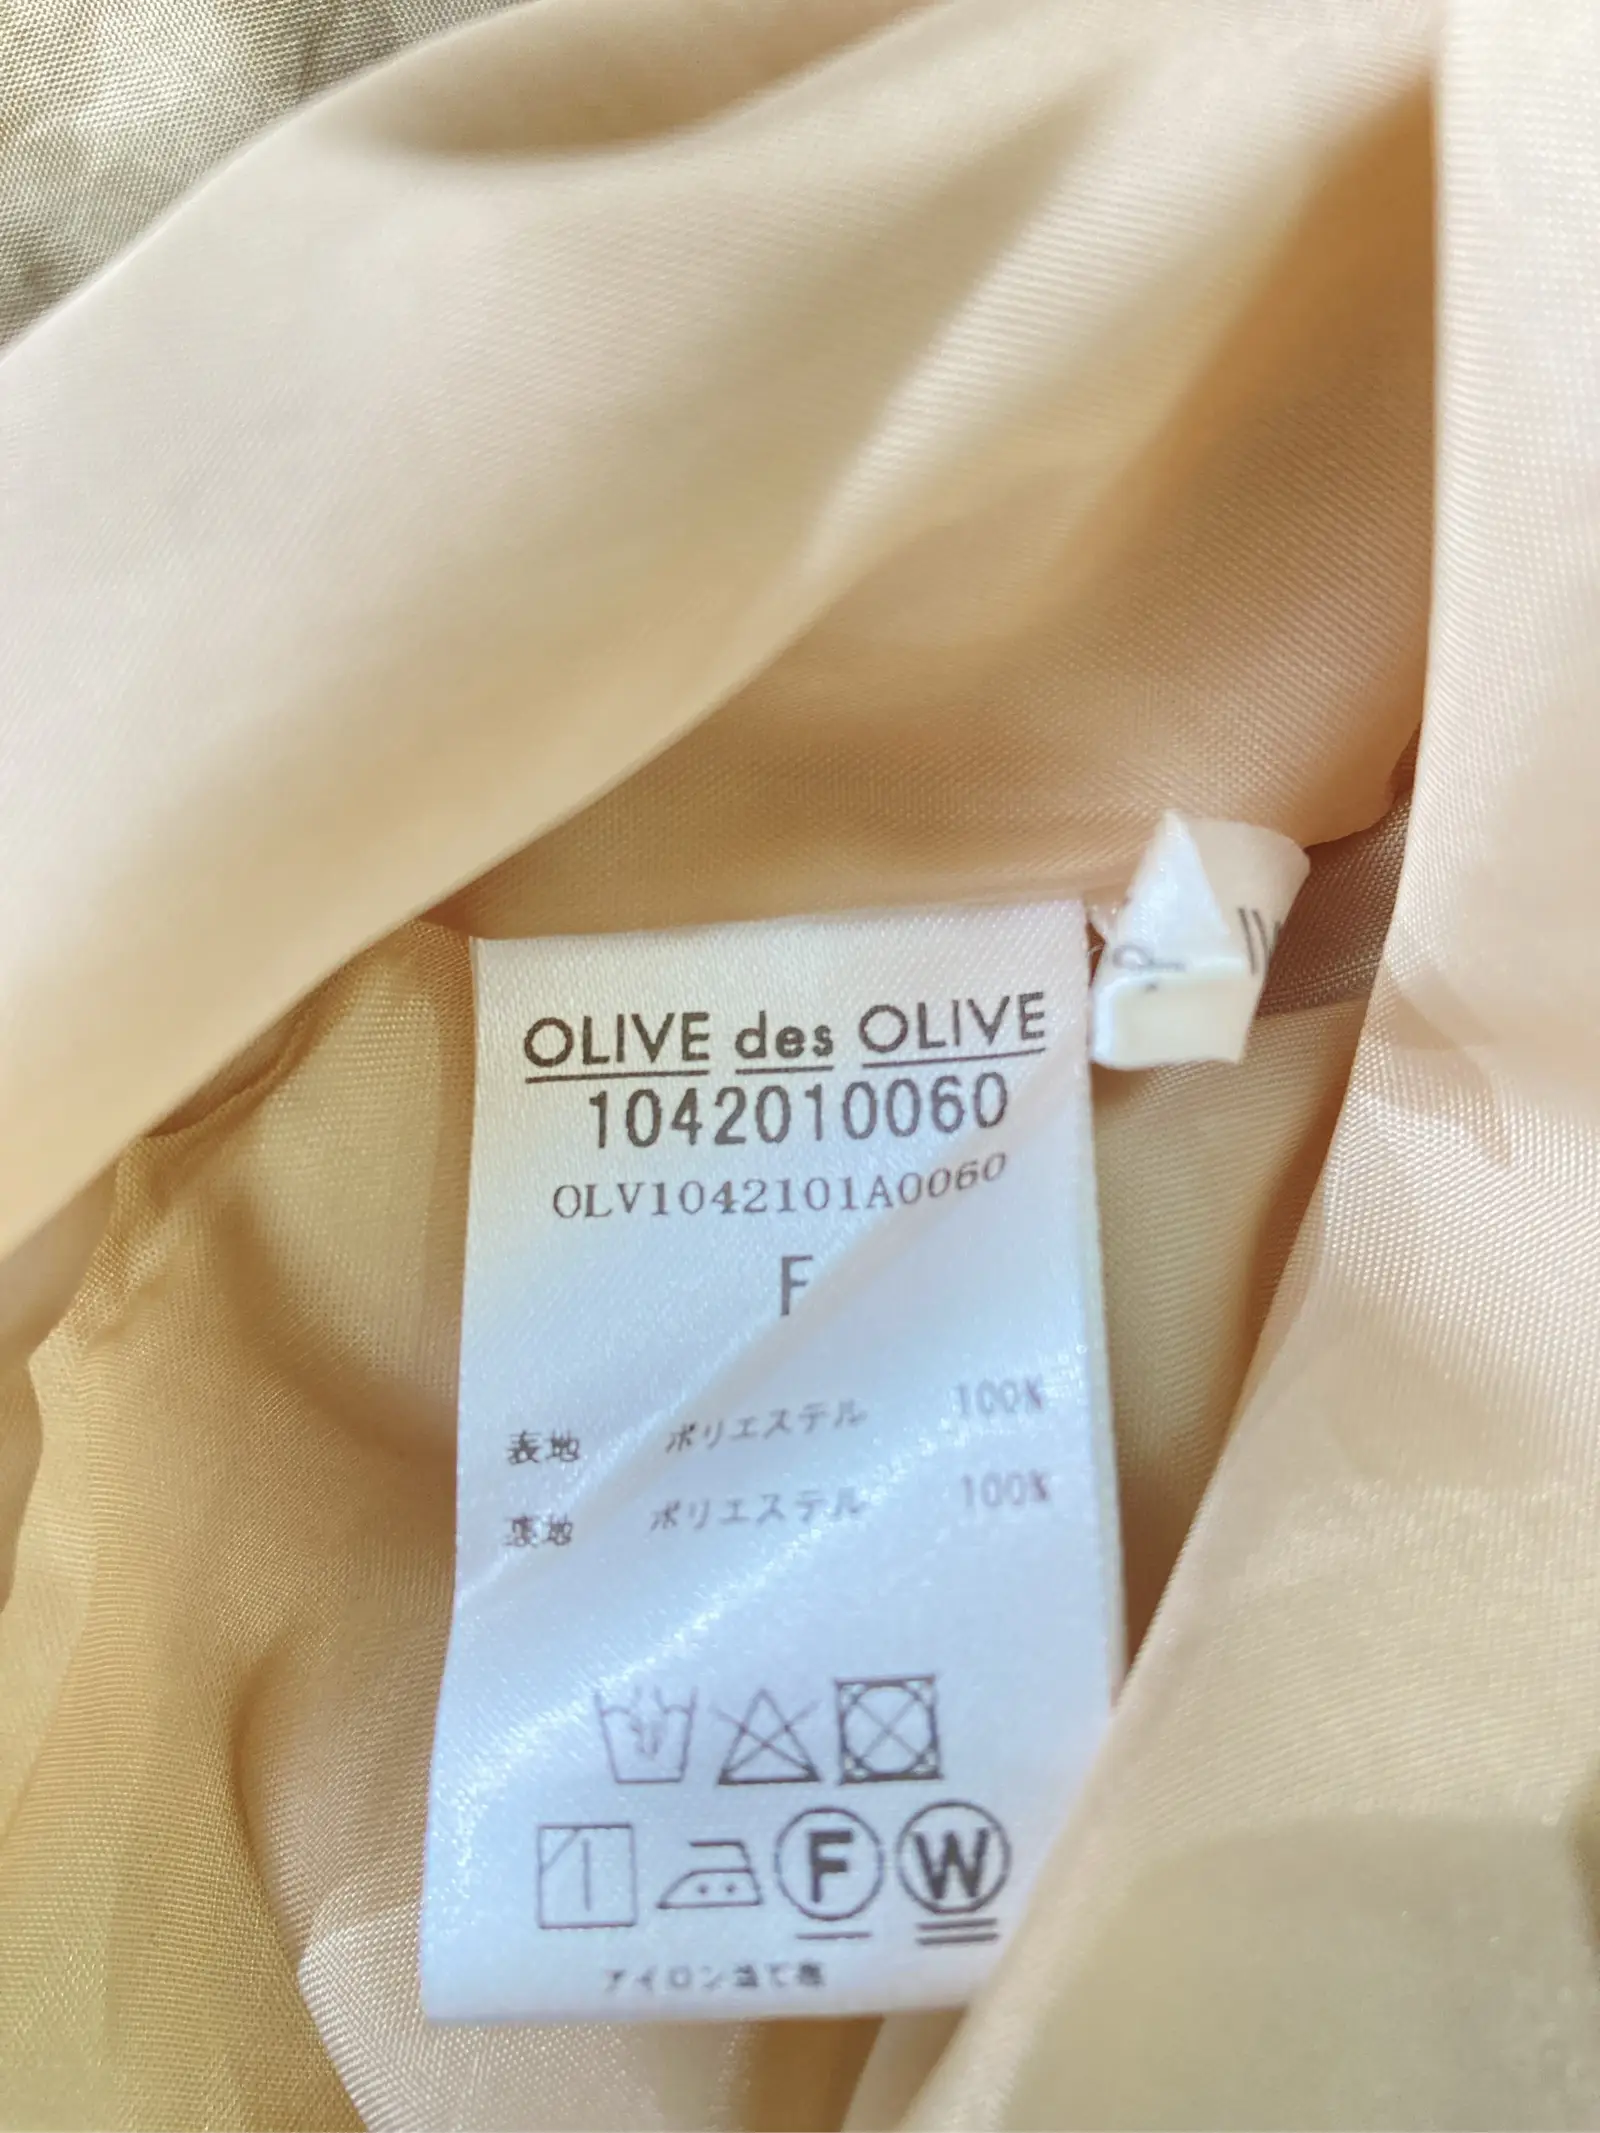 OLIVE des OLIVE
1042010060
OLV1042101A0060
F
表地 ポリエステル 100%
裏地 ポリエステル 100%
F W
アイロン当て布